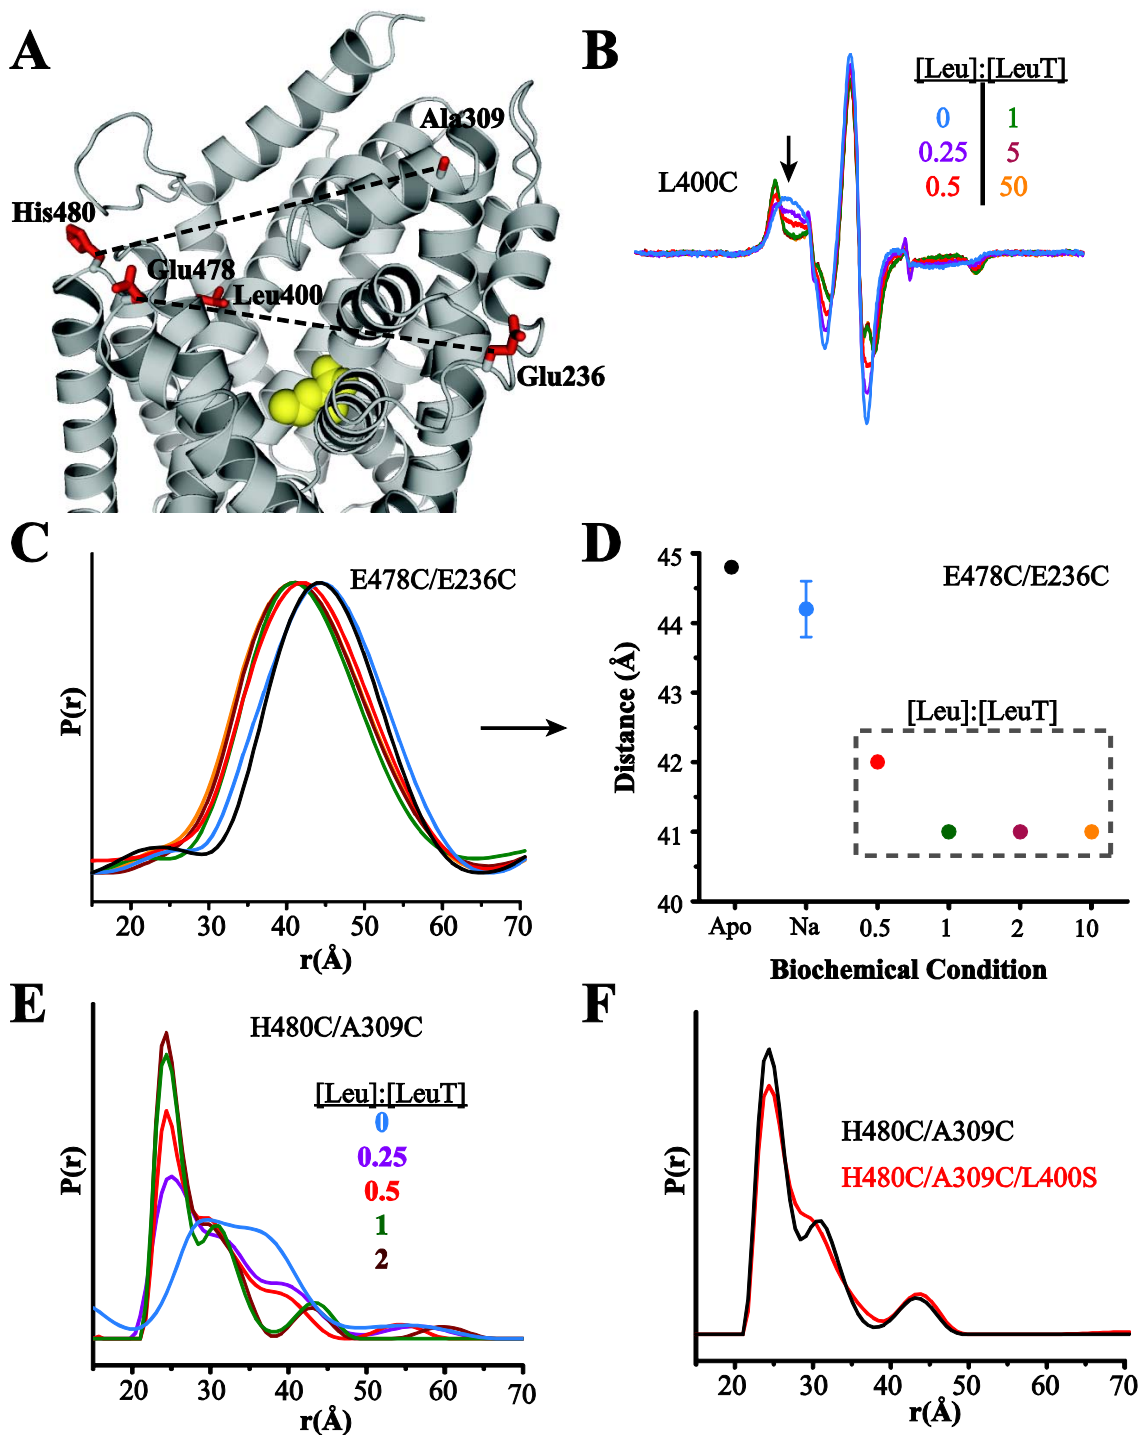 A
Ala309
His480
Glu478
Leu400
Glu236
B
[Leu]:[LeuT]
0 1
0.25 5
0.5 50
L400C
C
E478C/E236C
P(r)
20 30 40 50 60 70
r(Å)
D
45
44
43
42
41
40
Distance (Å)
E478C/E236C
[Leu]:[LeuT]
Apo Na 0.5 1 2 10
Biochemical Condition
E
H480C/A309C
[Leu]:[LeuT]
0
0.25
0.5
1
2
P(r)
20 30 40 50 60 70
r(Å)
F
H480C/A309C
H480C/A309C/L400S
P(r)
20 30 40 50 60 70
r(Å)